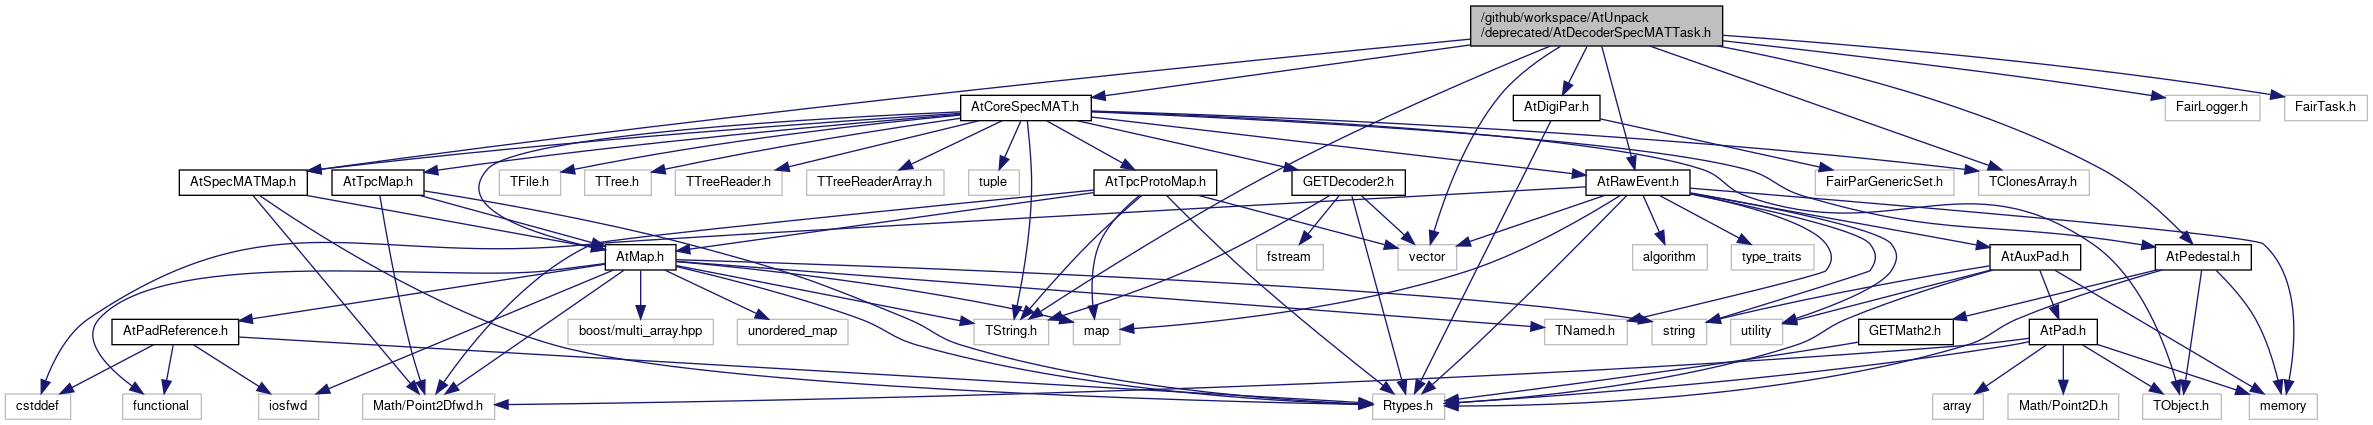 /github/workspace/AtUnpack
/deprecated/AtDecoderSpecMATTask.h
AtCoreSpecMAT.h
AtDigiPar.h
FairLogger.h
FairTask.h
AtSpecMATMap.h
AtTpcMap.h
TFile.h
TTree.h
TTreeReader.h
TTreeReaderArray.h
tuple
AtTpcProtoMap.h
GETDecoder2.h
AtRawEvent.h
FairParGenericSet.h
TClonesArray.h
AtMap.h
fstream
vector
algorithm
type_traits
AtAuxPad.h
AtPedestal.h
AtPadReference.h
boost/multi_array.hpp
unordered_map
TString.h
map
TNamed.h
string
utility
GETMath2.h
AtPad.h
cstddef
functional
iosfwd
Math/Point2Dfwd.h
Rtypes.h
array
Math/Point2D.h
TObject.h
memory